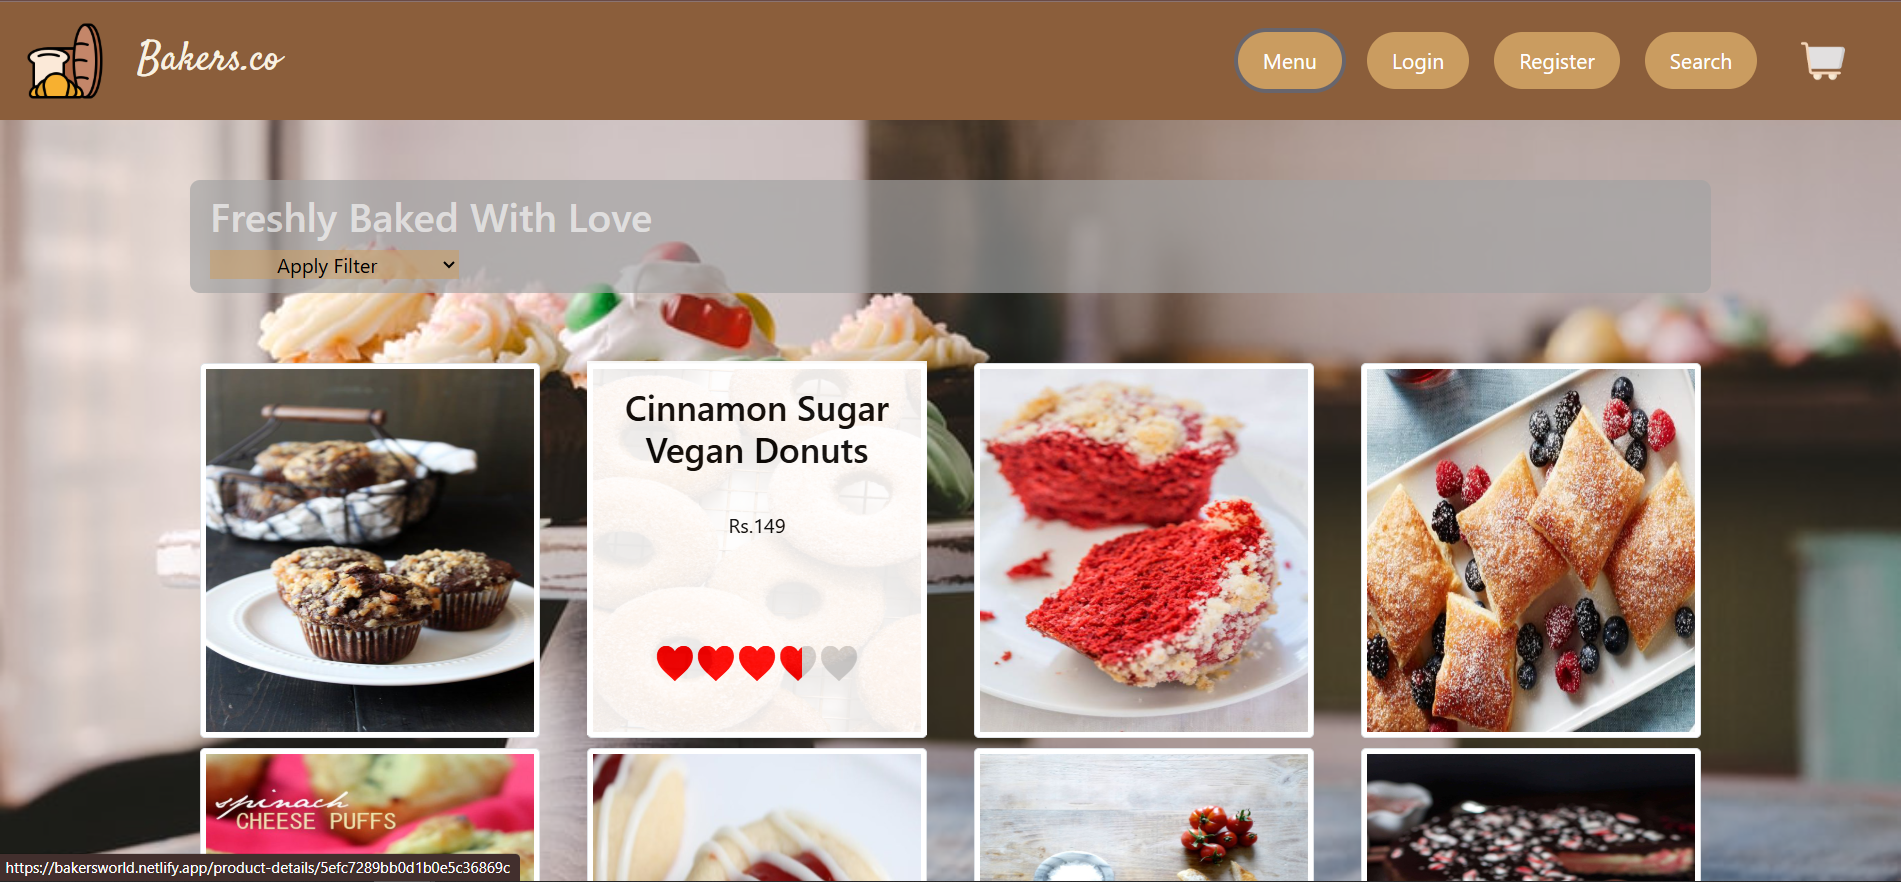 Bakers.co
Menu
Login
Register
Search
Freshly Baked With Love
Apply Filter
Cinnamon Sugar
Vegan Donuts
Rs.149
spinach
CHEESE PUFFS
https://bakersworld.netlify.app/product-details/5efc7289bb0d1b0e5c36869c